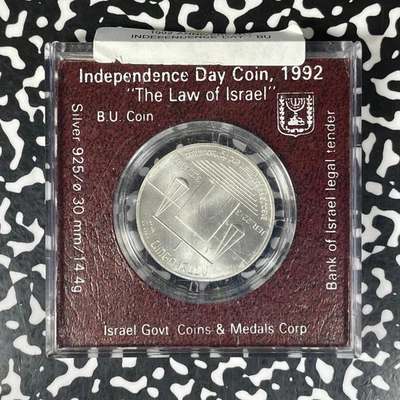 INDEPENDENCE DAY - BU
Independence Day Coin, 1992
"The Law of Israel"
B.U. Coin
Silver 925/ø 30 mm/14.4g
Bank of Israel legal tender
Israel Govt. Coins & Medals Corp.